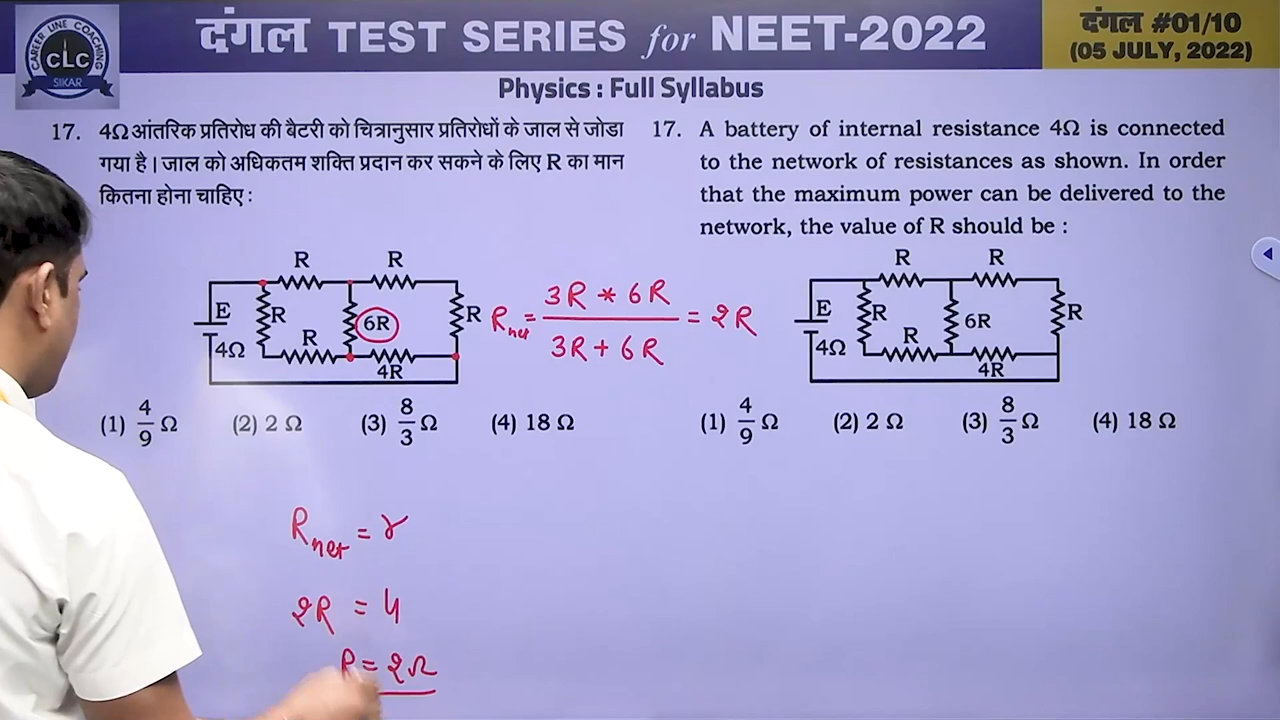 CAREER LINE COACHING
CLC
SIKAR
दंगल TEST SERIES for NEET-2022
दंगल #01/10
(05 JULY, 2022)
Physics : Full Syllabus
17. 4Ω आंतरिक प्रतिरोध की बैटरी को चित्रानुसार प्रतिरोधों के जाल से जोडा
गया है। जाल को अधिकतम शक्ति प्रदान कर सकने के लिए R का मान
कितना होना चाहिए :
R R
E R 6R R
R
4Ω
4R
R_net = 3R * 6R / 3R + 6R = 2R
(1) 4/9 Ω (2) 2 Ω (3) 8/3 Ω (4) 18 Ω
R_net = r
2R = 4
R = 2Ω
17. A battery of internal resistance 4Ω is connected
to the network of resistances as shown. In order
that the maximum power can be delivered to the
network, the value of R should be :
R R
E R 6R R
R
4Ω
4R
(1) 4/9 Ω (2) 2 Ω (3) 8/3 Ω (4) 18 Ω